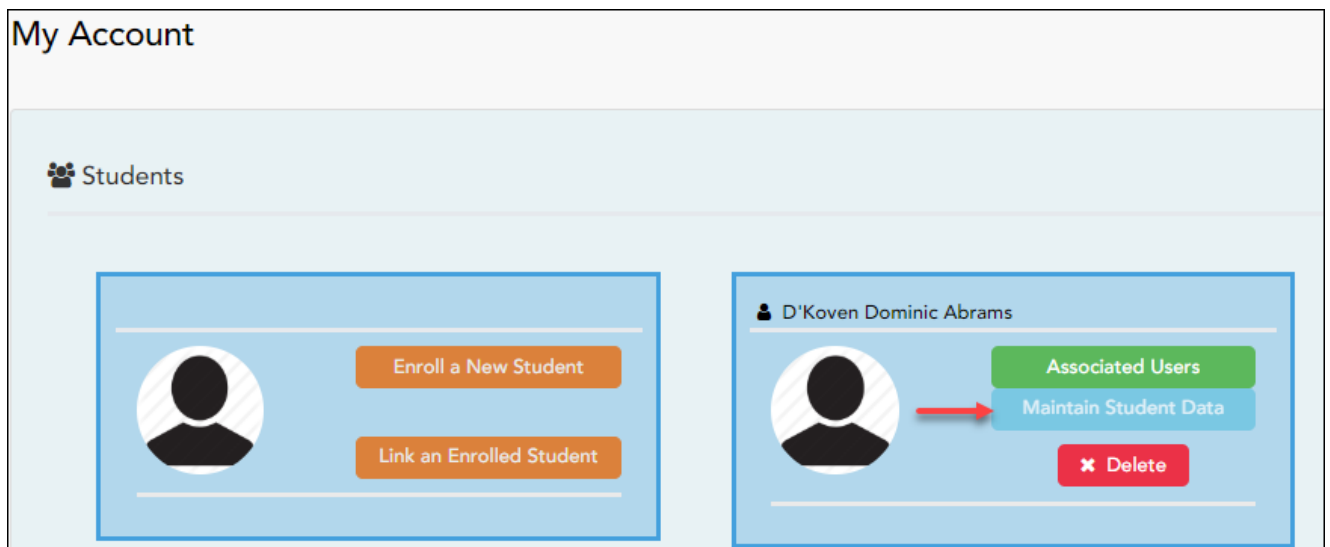 My Account
Students
Enroll a New Student
Link an Enrolled Student
D'Koven Dominic Abrams
Associated Users
Maintain Student Data
Delete